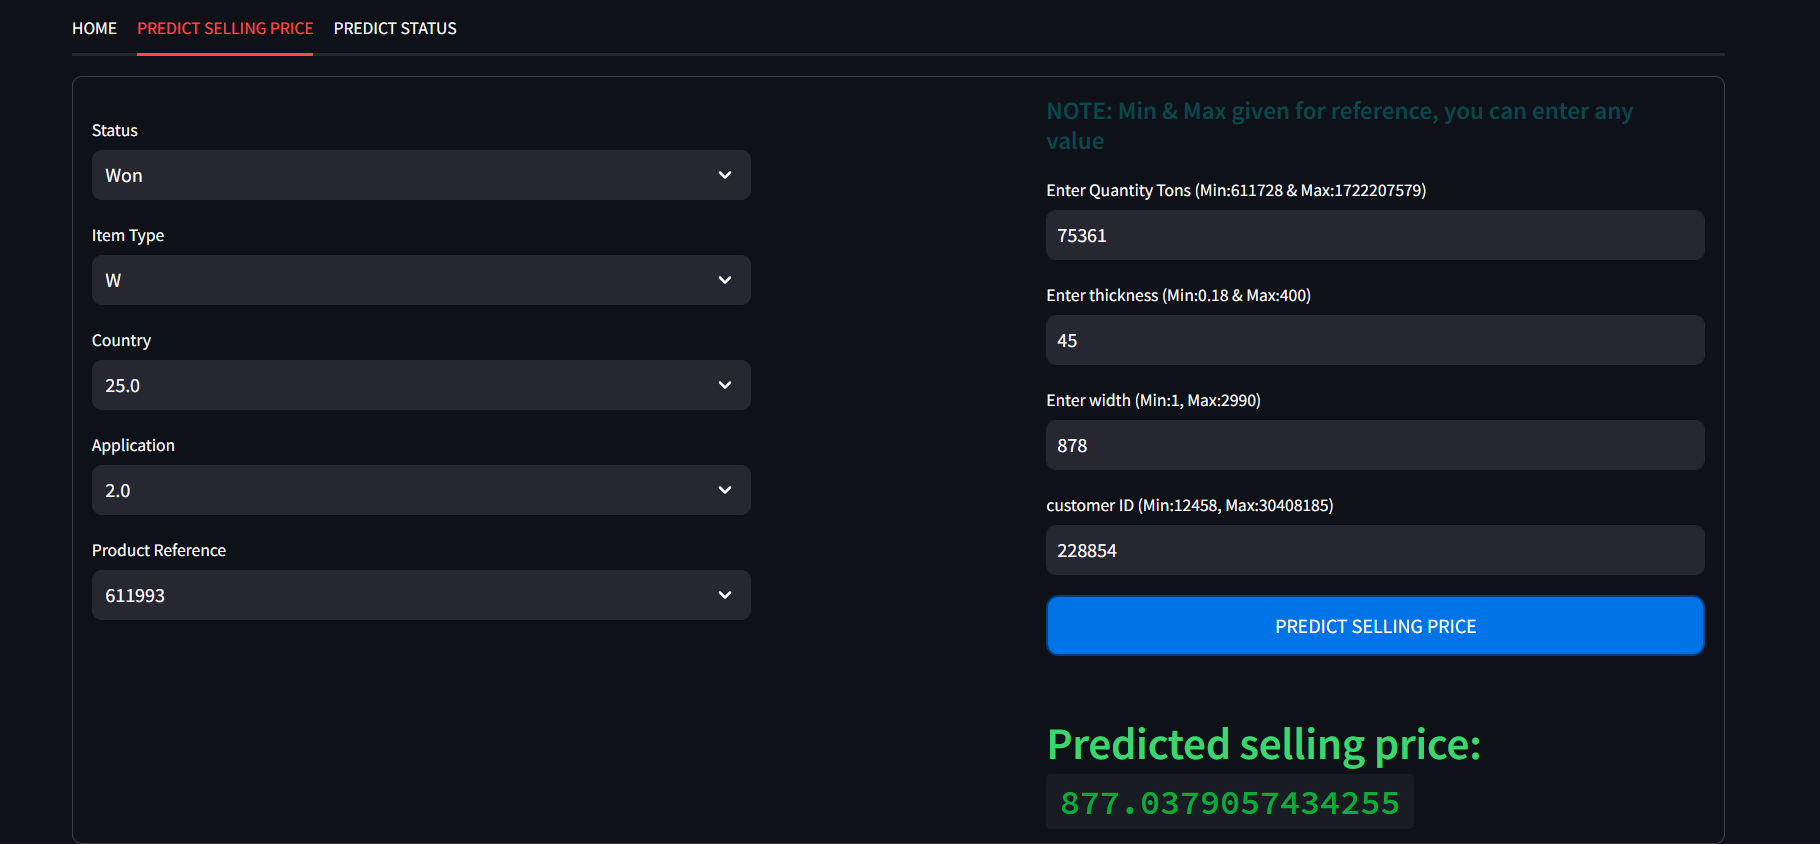 HOME PREDICT SELLING PRICE PREDICT STATUS
Status
Won
Item Type
W
Country
25.0
Application
2.0
Product Reference
611993
NOTE: Min & Max given for reference, you can enter any
value
Enter Quantity Tons (Min:611728 & Max:1722207579)
75361
Enter thickness (Min:0.18 & Max:400)
45
Enter width (Min:1, Max:2990)
878
customer ID (Min:12458, Max:30408185)
228854
PREDICT SELLING PRICE
Predicted selling price:
877.0379057434255